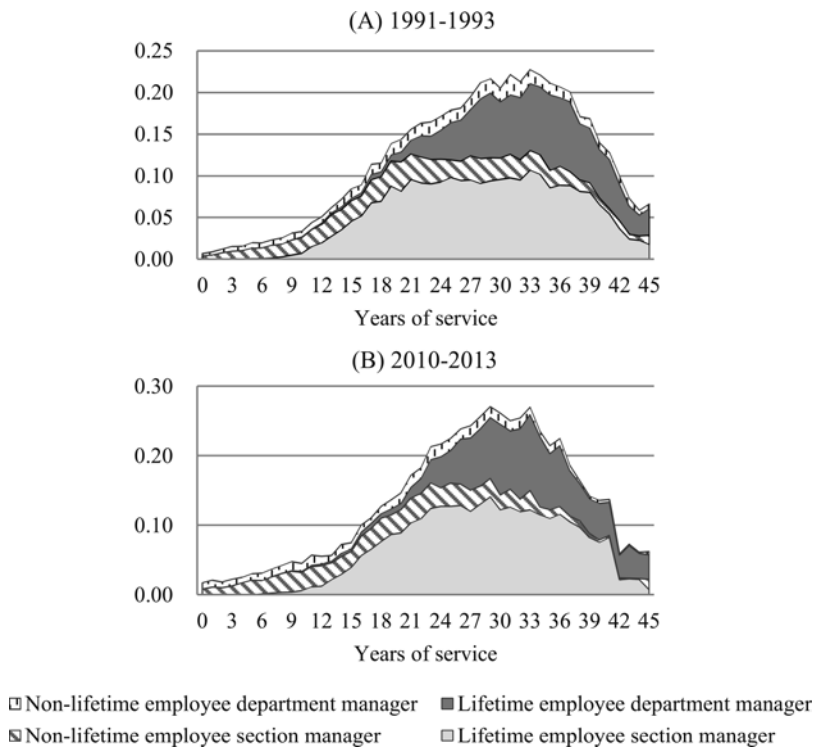 (A) 1991-1993
0.25
0.20
0.15
0.10
0.05
0.00
0 3 6 9 12 15 18 21 24 27 30 33 36 39 42 45
Years of service
(B) 2010-2013
0.30
0.20
0.10
0.00
0 3 6 9 12 15 18 21 24 27 30 33 36 39 42 45
Years of service
Non-lifetime employee department manager Lifetime employee department manager
Non-lifetime employee section manager Lifetime employee section manager